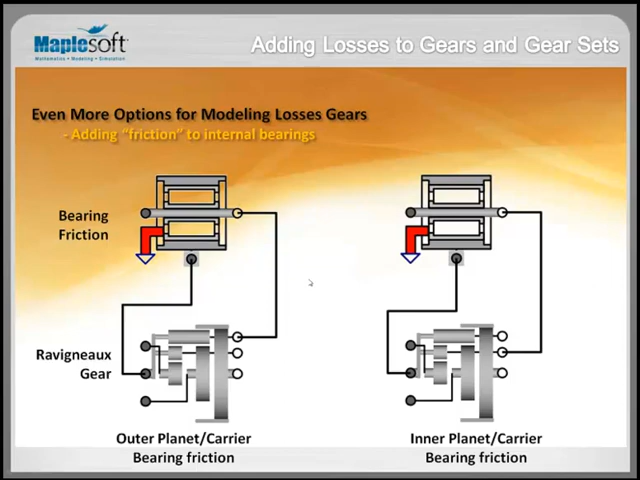 Maplesoft
Mathematics • Modeling • Simulation
Adding Losses to Gears and Gear Sets
Even More Options for Modeling Losses Gears
- Adding “friction” to internal bearings
Bearing
Friction
Ravigneaux
Gear
Outer Planet/Carrier
Bearing friction
Inner Planet/Carrier
Bearing friction